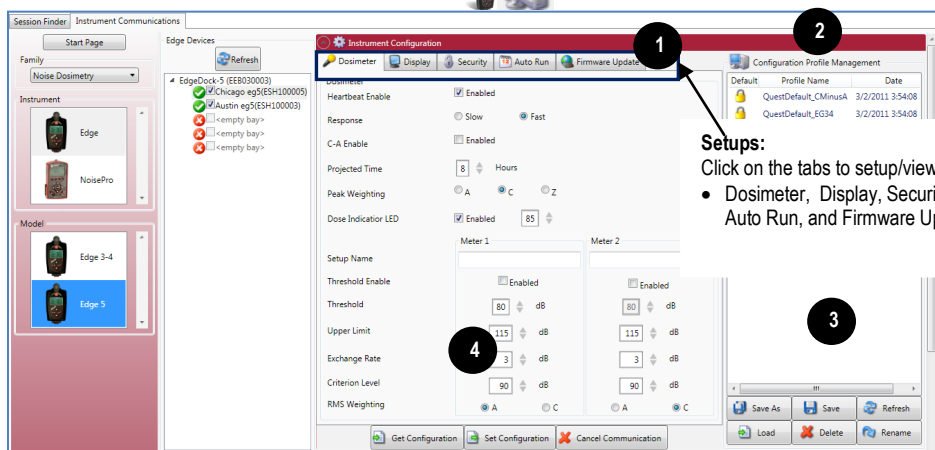 Session Finder Instrument Communications
Start Page
Family
Noise Dosimetry
Instrument
Edge
NoisePro
Model
Edge 3-4
Edge 5
Edge Devices
Refresh
EdgeDock-5 (EEB030003)
Chicago eg5(ESH100005)
Austin eg5(ESH100003)
<empty bay>
<empty bay>
<empty bay>
Instrument Configuration
Dosimeter Display Security Auto Run Firmware Update
Dosimeter
Heartbeat Enable Enabled
Response Slow Fast
C-A Enable Enabled
Projected Time 8 Hours
Peak Weighting A C Z
Dose Indicatior LED Enabled 85
Meter 1 Meter 2
Setup Name
Threshold Enable Enabled Enabled
Threshold 80 dB 80 dB
Upper Limit 115 dB 115 dB
Exchange Rate 3 dB 3 dB
Criterion Level 90 dB 90 dB
RMS Weighting A C A C
Get Configuration Set Configuration Cancel Communication
1
2
3
4
Configuration Profile Management
Default Profile Name Date
QuestDefault_CMinusA 3/2/2011 3:54:08
QuestDefault_EG34 3/2/2011 3:54:08
Setups:
Click on the tabs to setup/view
• Dosimeter, Display, Securi
Auto Run, and Firmware Up
Save As Save Refresh
Load Delete Rename